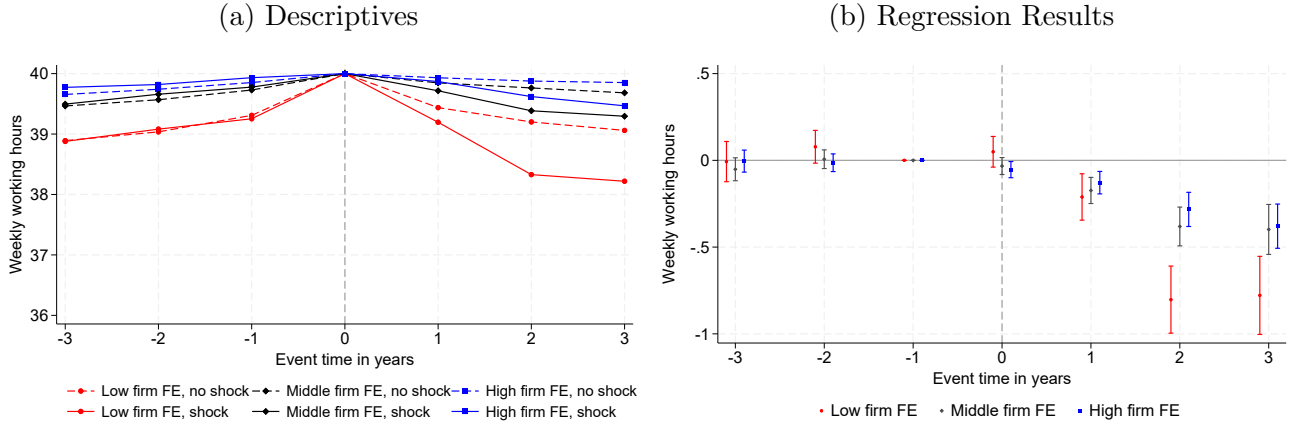 (a) Descriptives
Weekly working hours
40
39
38
37
36
-3 -2 -1 0 1 2 3
Event time in years
Low firm FE, no shock Middle firm FE, no shock High firm FE, no shock
Low firm FE, shock Middle firm FE, shock High firm FE, shock
(b) Regression Results
Weekly working hours
.5
0
-.5
-1
-3 -2 -1 0 1 2 3
Event time in years
Low firm FE Middle firm FE High firm FE